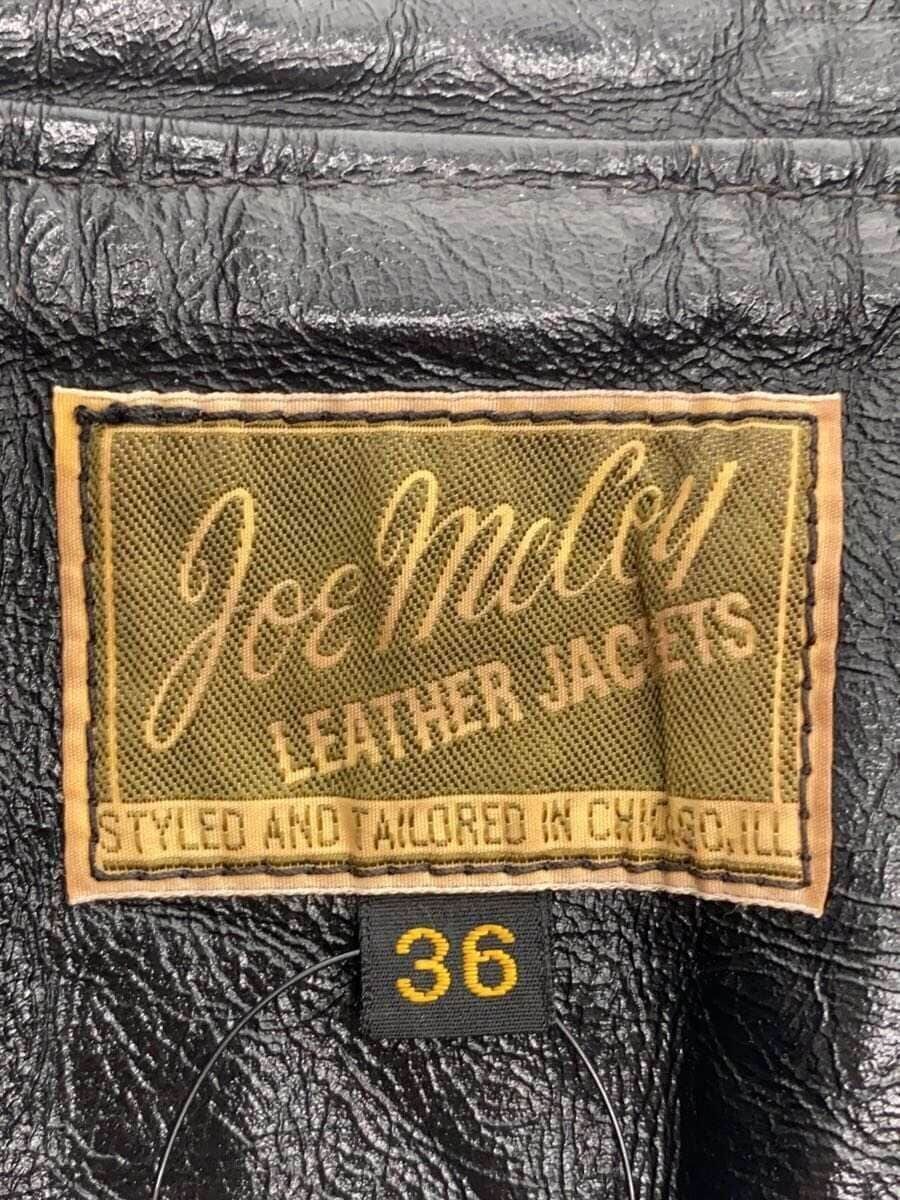 Joe McCoy
LEATHER JACKETS
STYLED AND TAILORED IN CHICAGO, ILL.
36